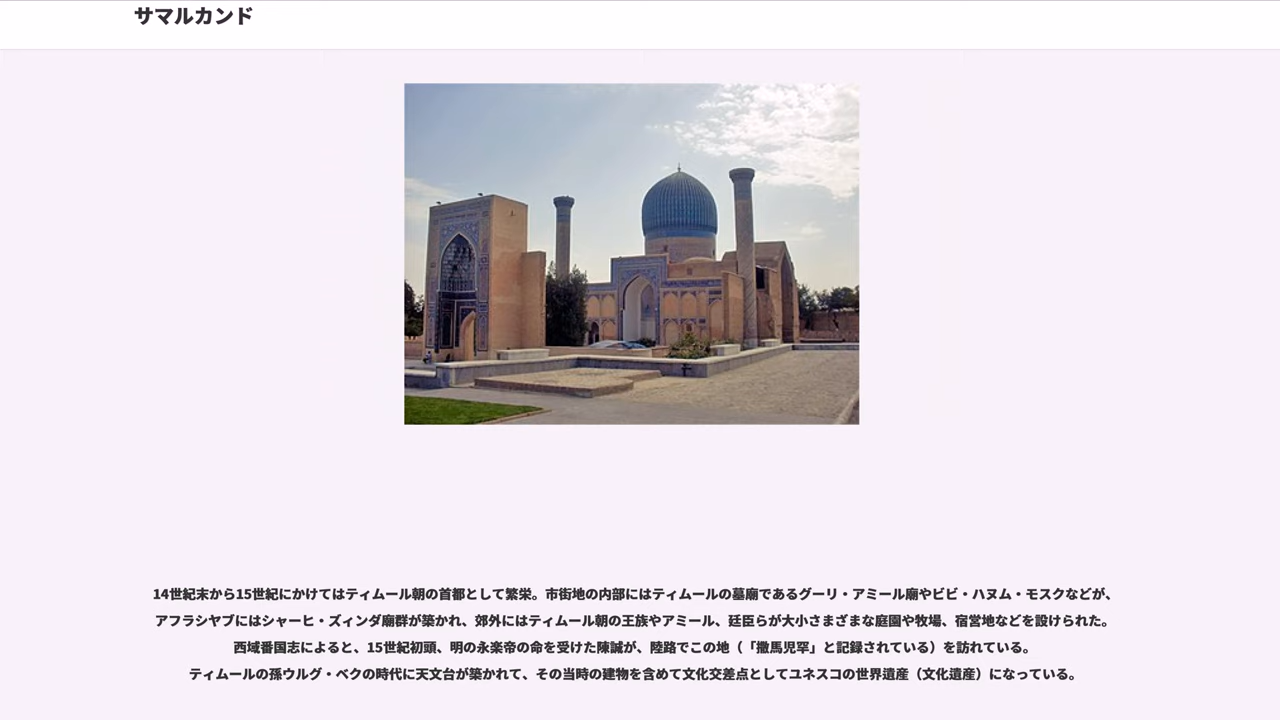 サマルカンド
14世紀末から15世紀にかけてはティムール朝の首都として繁栄。市街地の内部にはティムールの墓廟であるグーリ・アミール廟やビビ・ハヌム・モスクなどが、
アフラシヤブにはシャーヒ・ズィンダ廟群が築かれ、郊外にはティムール朝の王族やアミール、廷臣らが大小さまざまな庭園や牧場、宿営地などを設けられた。
西域番国志によると、15世紀初頭、明の永楽帝の命を受けた陳誠が、陸路でこの地（「撒馬児罕」と記録されている）を訪れている。
ティムールの孫ウルグ・ベクの時代に天文台が築かれて、その当時の建物を含めて文化交差点としてユネスコの世界遺産（文化遺産）になっている。